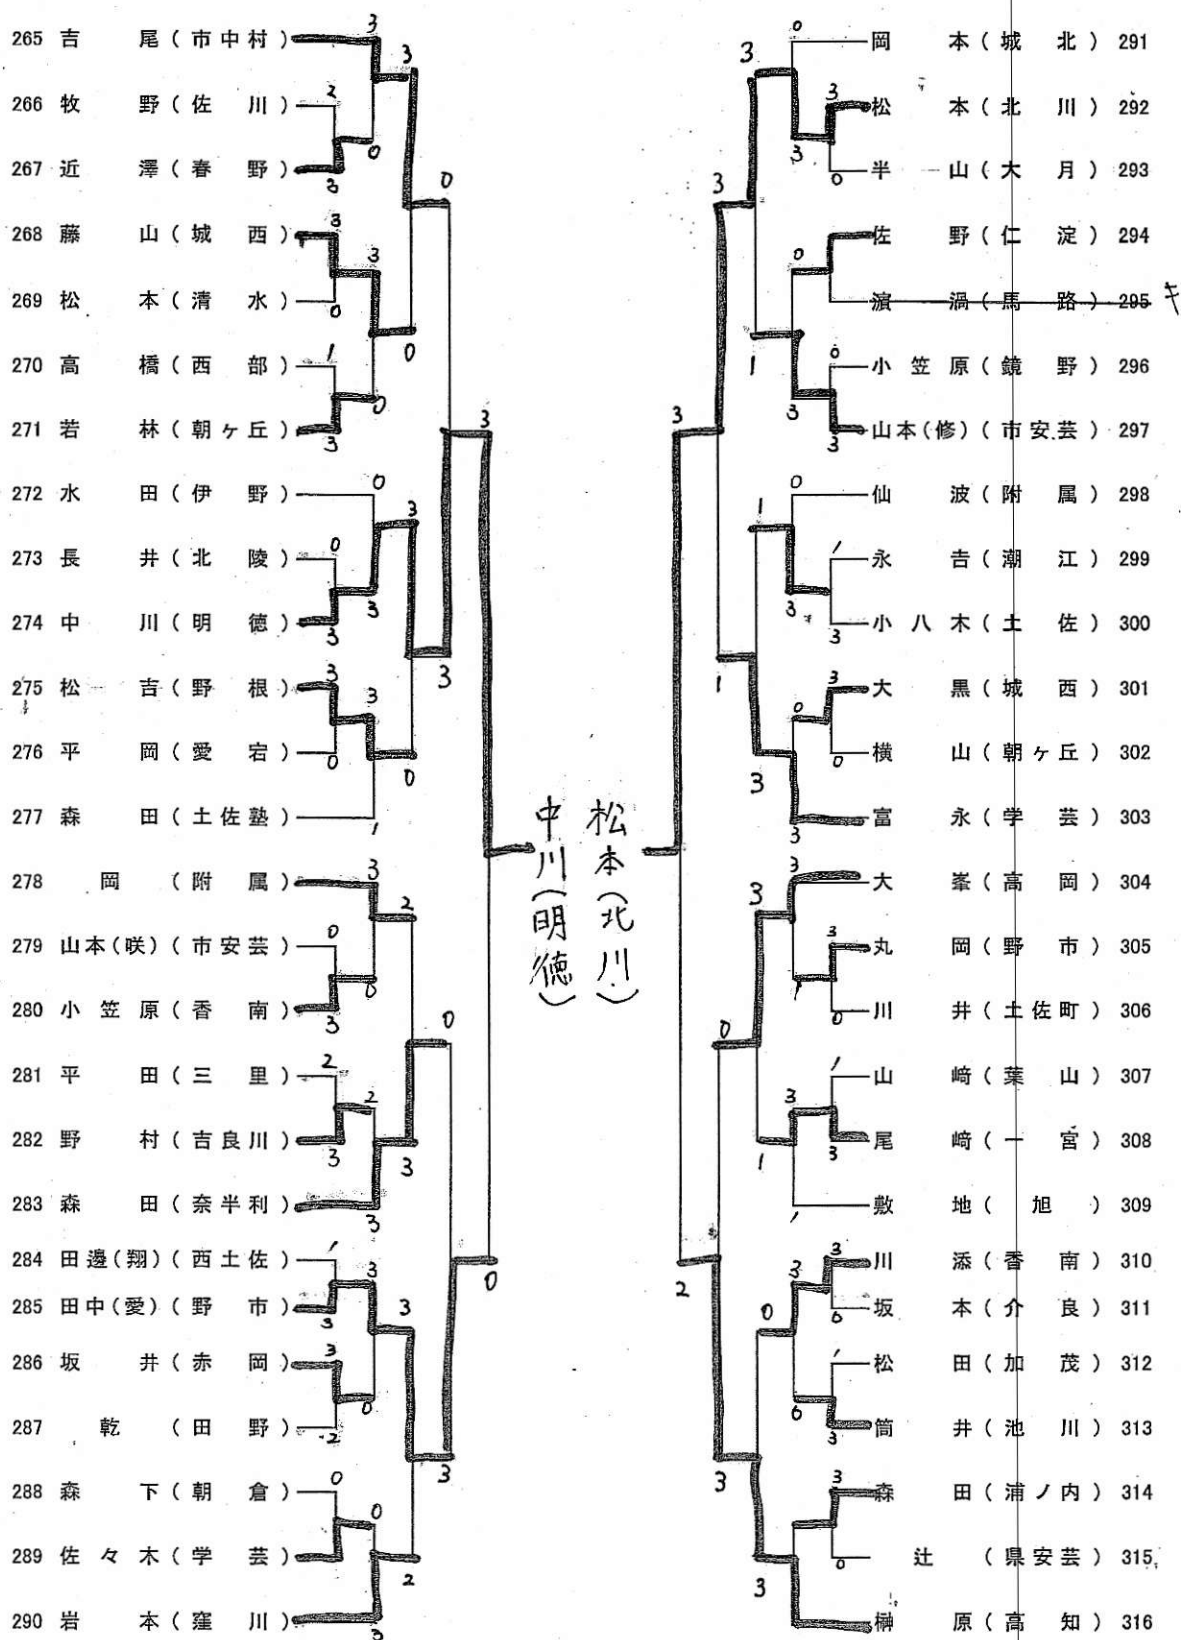 265 吉 尾 ( 市中村 )
266 牧 野 ( 佐 川 )
267 近 澤 ( 春 野 )
268 藤 山 ( 城 西 )
269 松 本 ( 清 水 )
270 高 橋 ( 西 部 )
271 若 林 ( 朝ヶ丘 )
272 水 田 ( 伊 野 )
273 長 井 ( 北 陵 )
274 中 川 ( 明 徳 )
275 松 吉 ( 野 根 )
276 平 岡 ( 愛 宕 )
277 森 田 ( 土佐塾 )
278 岡 ( 附 属 )
279 山本(咲) ( 市安芸 )
280 小 笠 原 ( 香 南 )
281 平 田 ( 三 里 )
282 野 村 ( 吉良川 )
283 森 田 ( 奈半利 )
284 田邊(翔) ( 西土佐 )
285 田中(愛) ( 野 市 )
286 坂 井 ( 赤 岡 )
287 乾 ( 田 野 )
288 森 下 ( 朝 倉 )
289 佐 々 木 ( 学 芸 )
290 岩 本 ( 窪 川 )
中川(明徳)
松本(北川)
岡 本 ( 城 北 ) 291
松 本 ( 北 川 ) 292
半 山 ( 大 月 ) 293
佐 野 ( 仁 淀 ) 294
濵 渦 ( 馬 路 ) 295 キ
小 笠 原 ( 鏡 野 ) 296
山本(修) ( 市安芸 ) 297
仙 波 ( 附 属 ) 298
永 吉 ( 潮 江 ) 299
小 八 木 ( 土 佐 ) 300
大 黒 ( 城 西 ) 301
横 山 ( 朝ヶ丘 ) 302
富 永 ( 学 芸 ) 303
大 峯 ( 高 岡 ) 304
丸 岡 ( 野 市 ) 305
川 井 ( 土佐町 ) 306
山 﨑 ( 葉 山 ) 307
尾 﨑 ( 一 宮 ) 308
敷 地 ( 旭 ) 309
川 添 ( 香 南 ) 310
坂 本 ( 介 良 ) 311
松 田 ( 加 茂 ) 312
筒 井 ( 池 川 ) 313
森 田 ( 浦ノ内 ) 314
辻 ( 県安芸 ) 315
榊 原 ( 高 知 ) 316